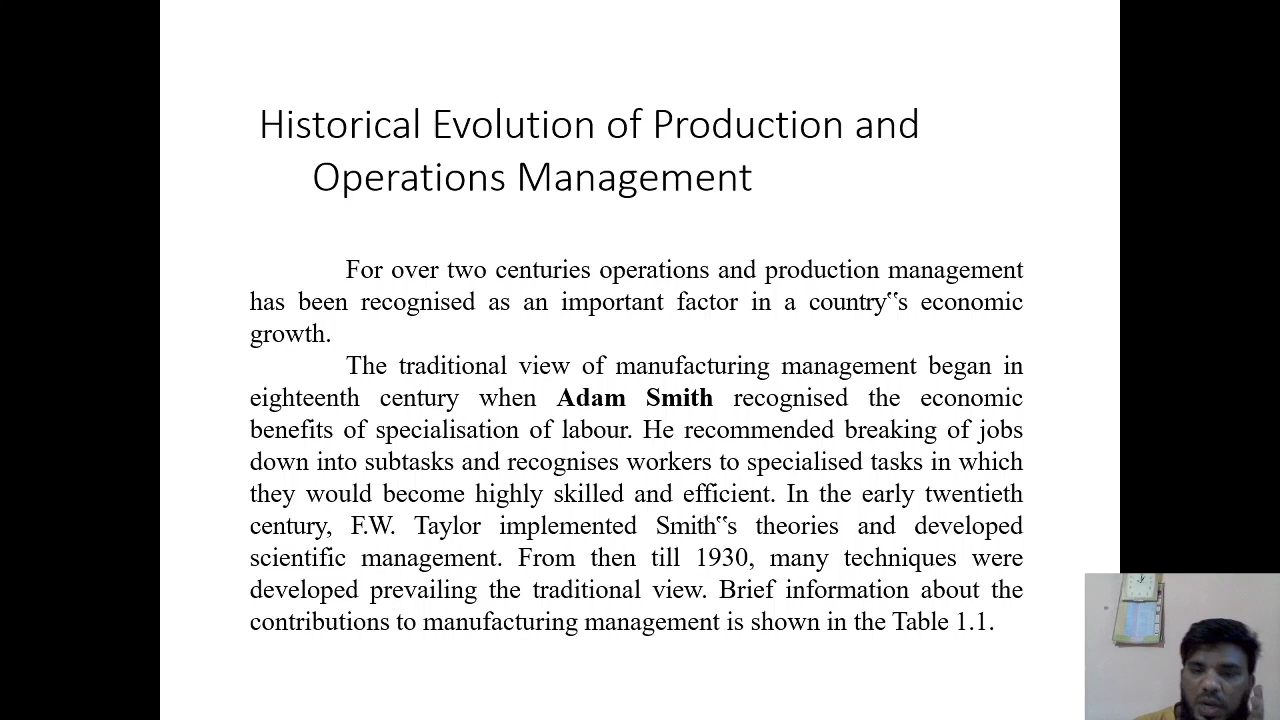 Historical Evolution of Production and
Operations Management
For over two centuries operations and production management
has been recognised as an important factor in a country‟s economic
growth.
The traditional view of manufacturing management began in
eighteenth century when Adam Smith recognised the economic
benefits of specialisation of labour. He recommended breaking of jobs
down into subtasks and recognises workers to specialised tasks in which
they would become highly skilled and efficient. In the early twentieth
century, F.W. Taylor implemented Smith‟s theories and developed
scientific management. From then till 1930, many techniques were
developed prevailing the traditional view. Brief information about the
contributions to manufacturing management is shown in the Table 1.1.